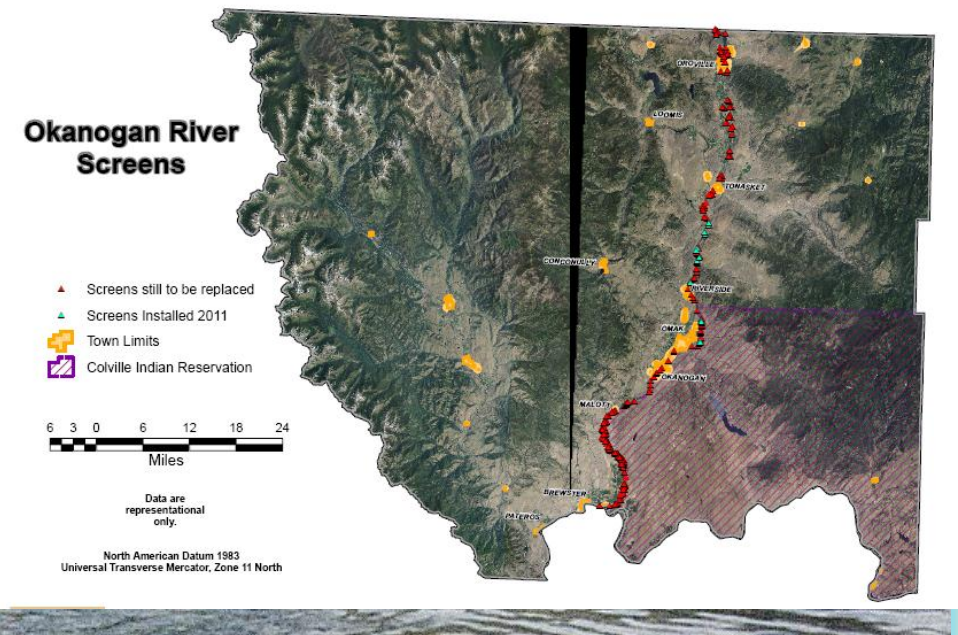 Okanogan River
Screens
Screens still to be replaced
Screens Installed 2011
Town Limits
Colville Indian Reservation
6 3 0 6 12 18 24
Miles
Data are
representational
only.
North American Datum 1983
Universal Transverse Mercator, Zone 11 North
OROVILLE
LOOMIS
TONASKET
CONCONULLY
RIVERSIDE
OMAK
OKANOGAN
MALOTT
BREWSTER
PATEROS